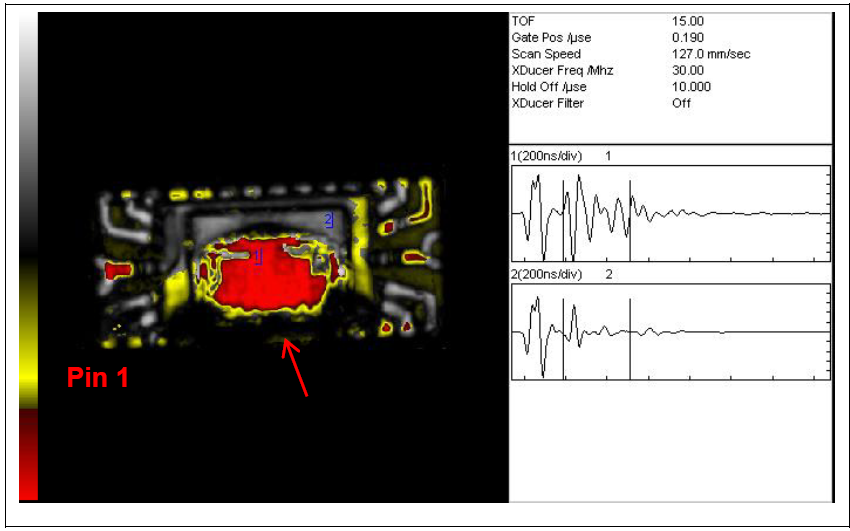 TOF 15.00
Gate Pos /µse 0.190
Scan Speed 127.0 mm/sec
XDucer Freq /Mhz 30.00
Hold Off /µse 10.000
XDucer Filter Off
1(200ns/div) 1
2(200ns/div) 2
2
1
Pin 1